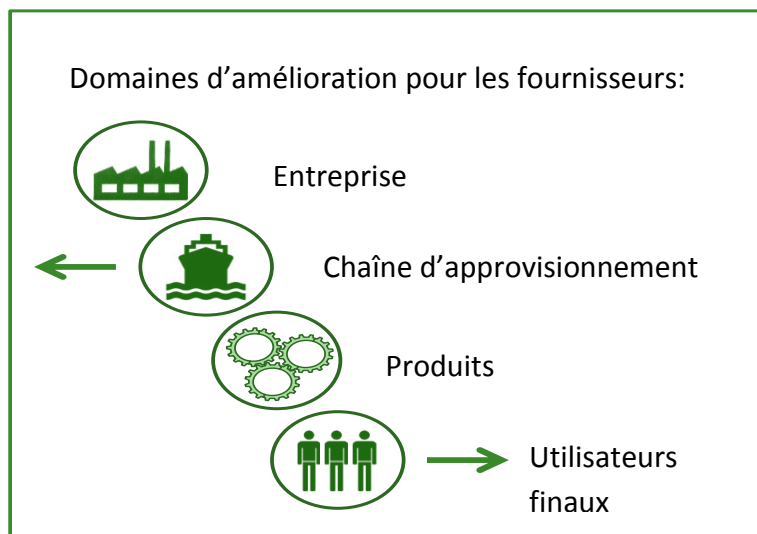 Domaines d’amélioration pour les fournisseurs:
Entreprise
Chaîne d’approvisionnement
Produits
Utilisateurs
finaux